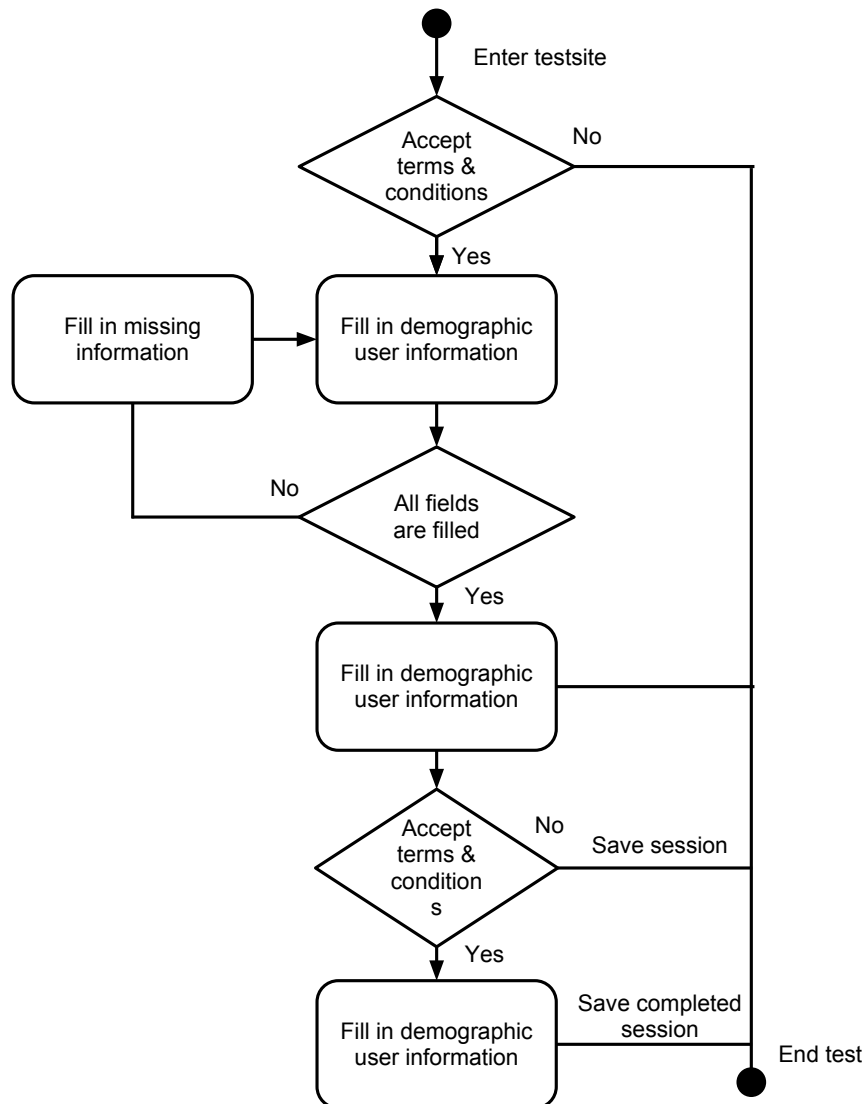 Enter testsite
Accept
terms &
conditions
No
Yes
Fill in missing
information
Fill in demographic
user information
No
All fields
are filled
Yes
Fill in demographic
user information
Accept
terms &
condition
s
No
Save session
Yes
Fill in demographic
user information
Save completed
session
End test